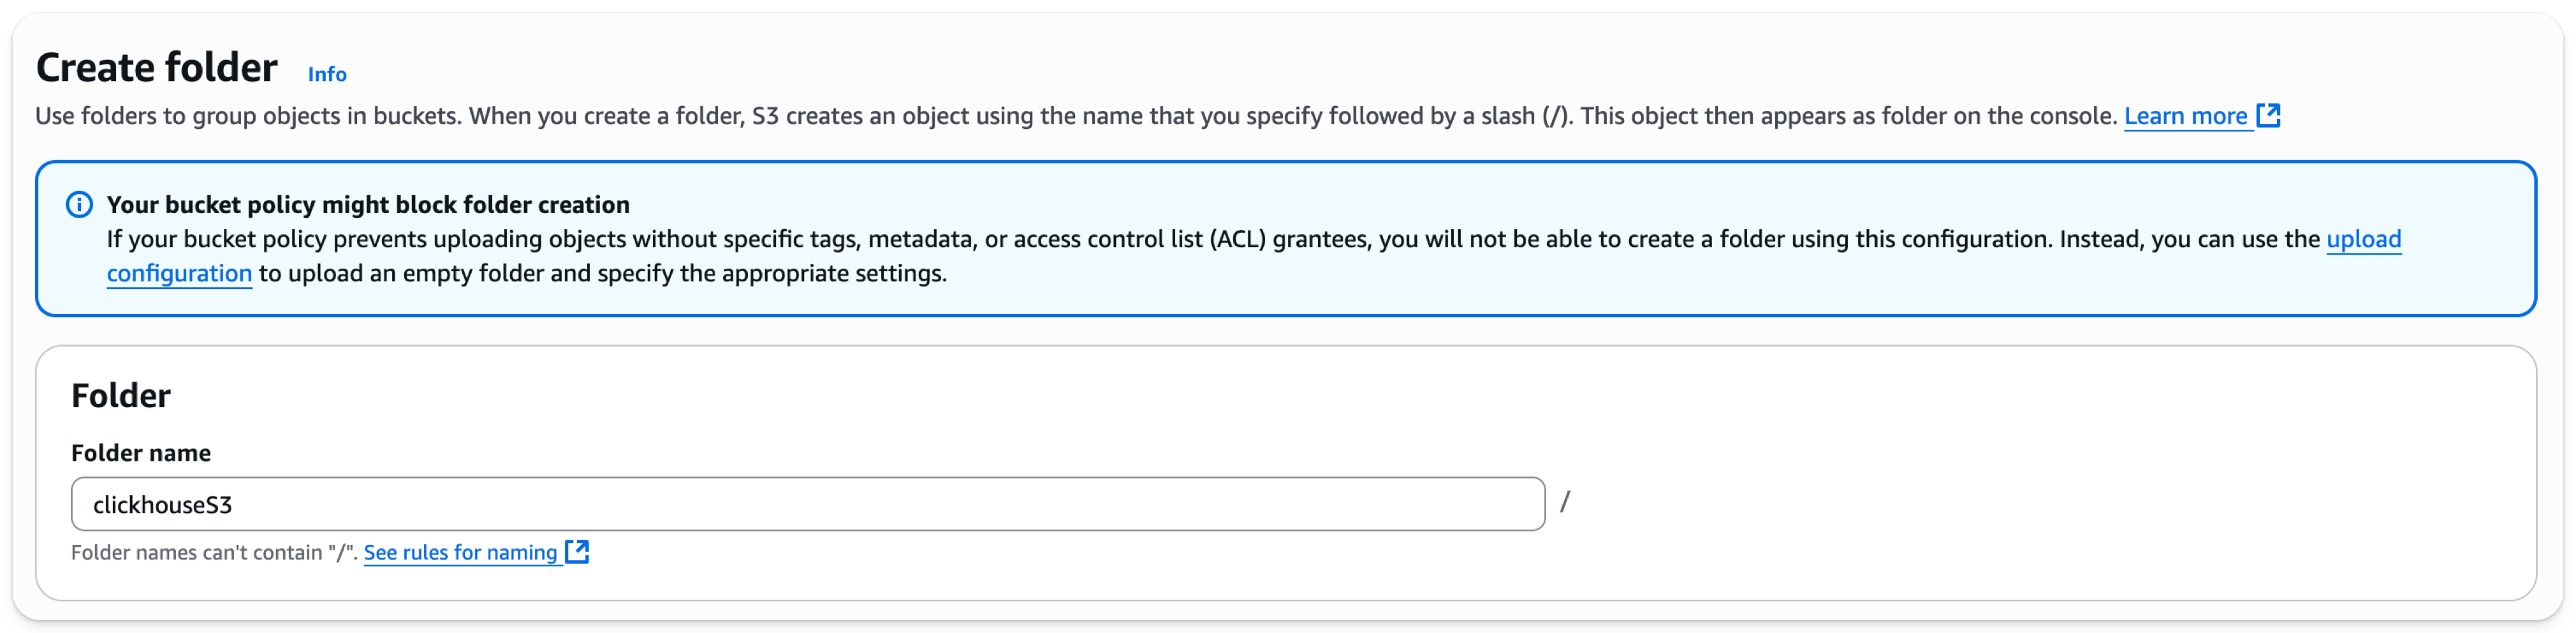 Create folder Info
Use folders to group objects in buckets. When you create a folder, S3 creates an object using the name that you specify followed by a slash (/). This object then appears as folder on the console. Learn more
Your bucket policy might block folder creation
If your bucket policy prevents uploading objects without specific tags, metadata, or access control list (ACL) grantees, you will not be able to create a folder using this configuration. Instead, you can use the upload
configuration to upload an empty folder and specify the appropriate settings.
Folder
Folder name
clickhouseS3 /
Folder names can't contain "/". See rules for naming